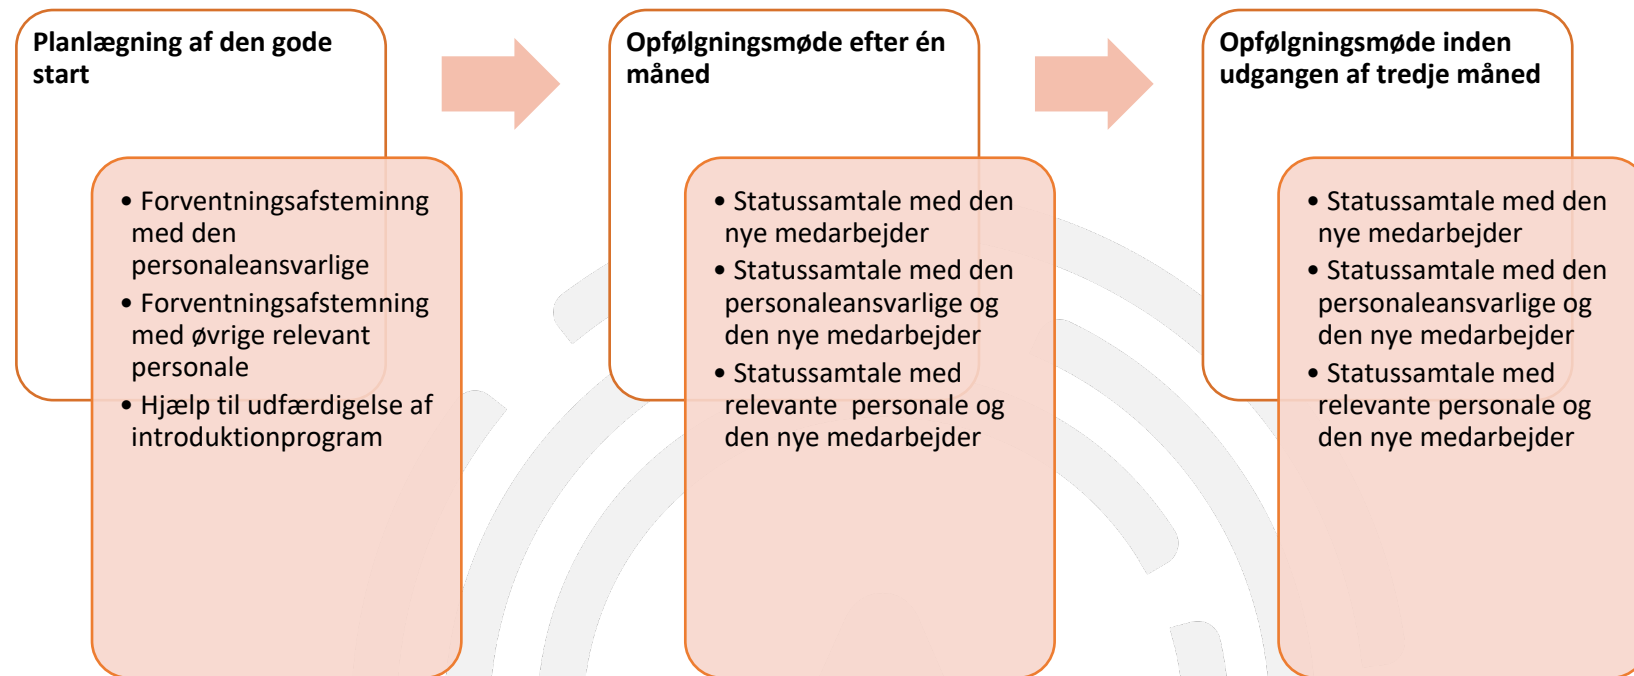 Planlægning af den gode
start
• Forventningsafsteminng
med den
personaleansvarlige
• Forventningsafstemning
med øvrige relevant
personale
• Hjælp til udfærdigelse af
introduktionprogram
Opfølgningsmøde efter én
måned
• Statussamtale med den
nye medarbejder
• Statussamtale med den
personaleansvarlige og
den nye medarbejder
• Statussamtale med
relevante  personale og
den nye medarbejder
Opfølgningsmøde inden
udgangen af tredje måned
• Statussamtale med den
nye medarbejder
• Statussamtale med den
personaleansvarlige og
den nye medarbejder
• Statussamtale med
relevante personale og
den nye medarbejder